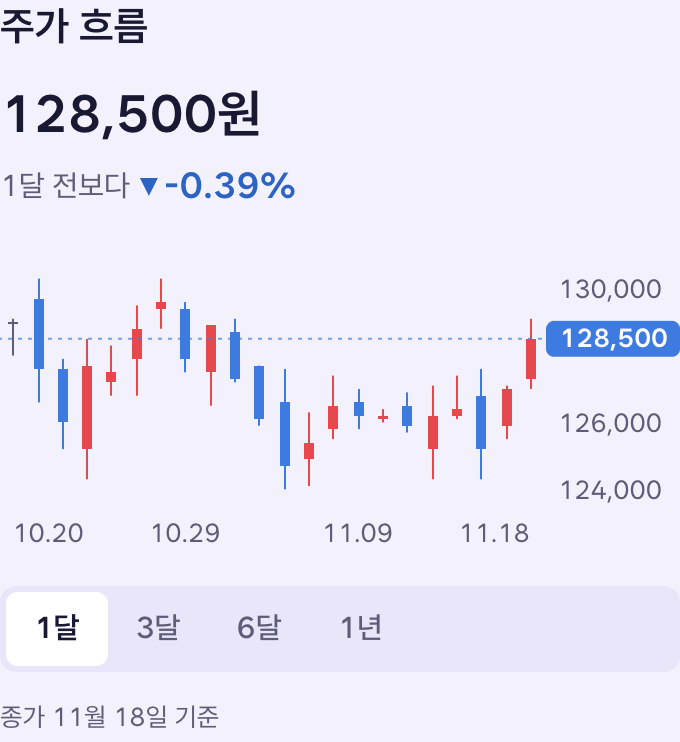 주가 흐름
128,500원
1달 전보다 ▼-0.39%
130,000
128,500
126,000
124,000
10.20 10.29 11.09 11.18
1달 3달 6달 1년
종가 11월 18일 기준